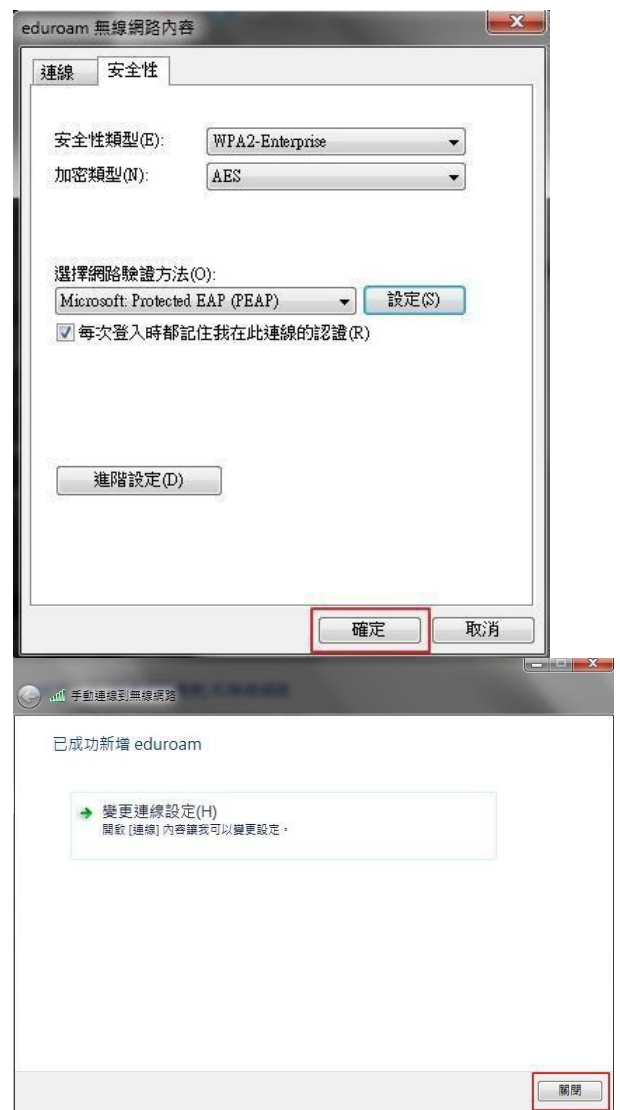 eduroam 無線網路內容
連線 安全性
安全性類型(E): WPA2-Enterprise
加密類型(N): AES
選擇網路驗證方法(O):
Microsoft: Protected EAP (PEAP) 設定(S)
每次登入時都記住我在此連線的認證(R)
進階設定(D)
確定 取消
手動連線到無線網路
已成功新增 eduroam
變更連線設定(H)
開啟 [連線] 內容讓我可以變更設定。
關閉